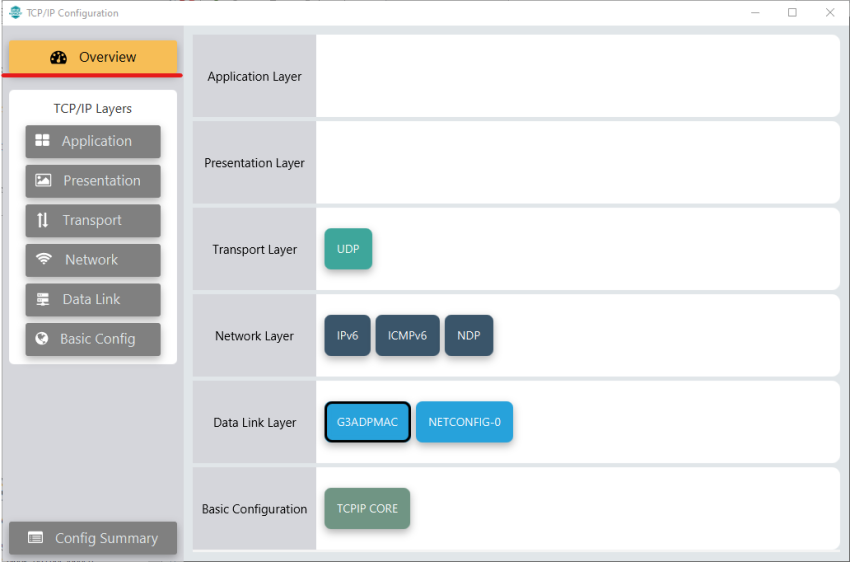 TCP/IP Configuration
Overview
TCP/IP Layers
Application
Presentation
Transport
Network
Data Link
Basic Config
Config Summary
Application Layer
Presentation Layer
Transport Layer
UDP
Network Layer
IPv6 ICMPv6 NDP
Data Link Layer
G3ADPMAC NETCONFIG-0
Basic Configuration
TCPIP CORE